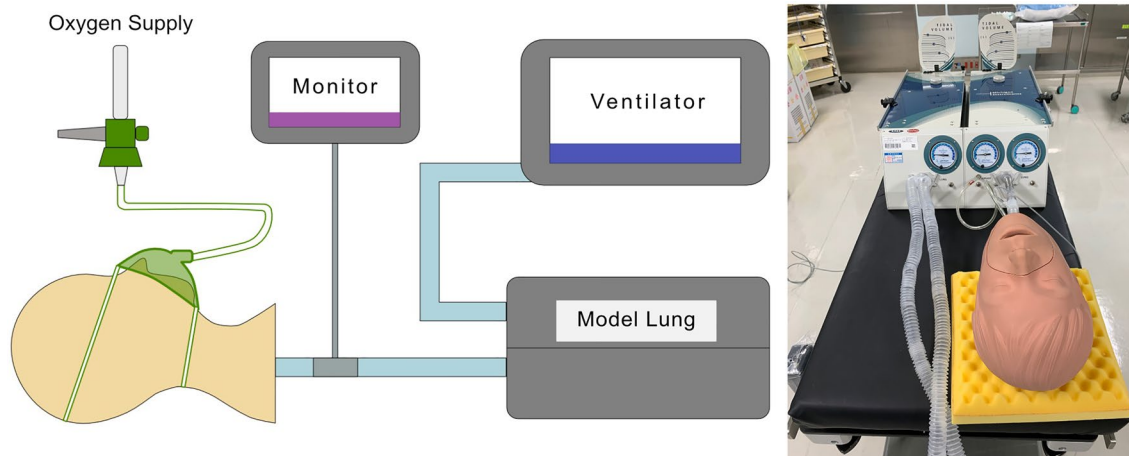 Oxygen Supply
Monitor
Ventilator
Model Lung
TIDAL
VOLUME
TIDAL
VOLUME